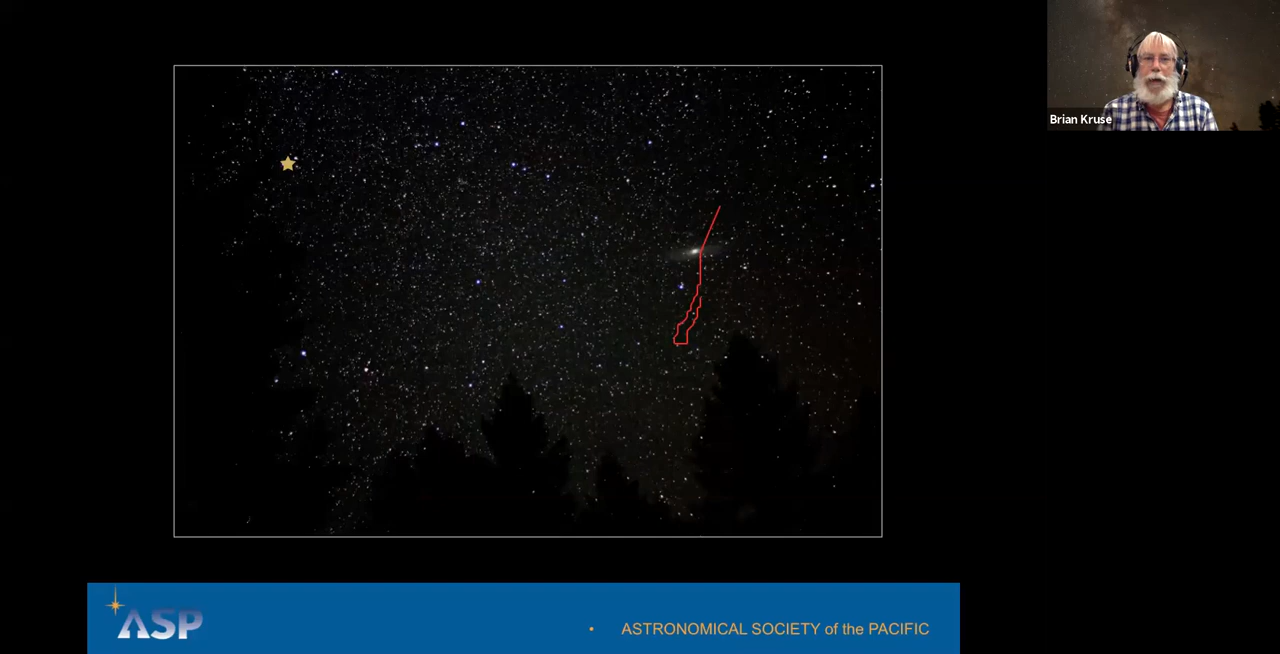 Brian Kruse
ASP
• ASTRONOMICAL SOCIETY of the PACIFIC